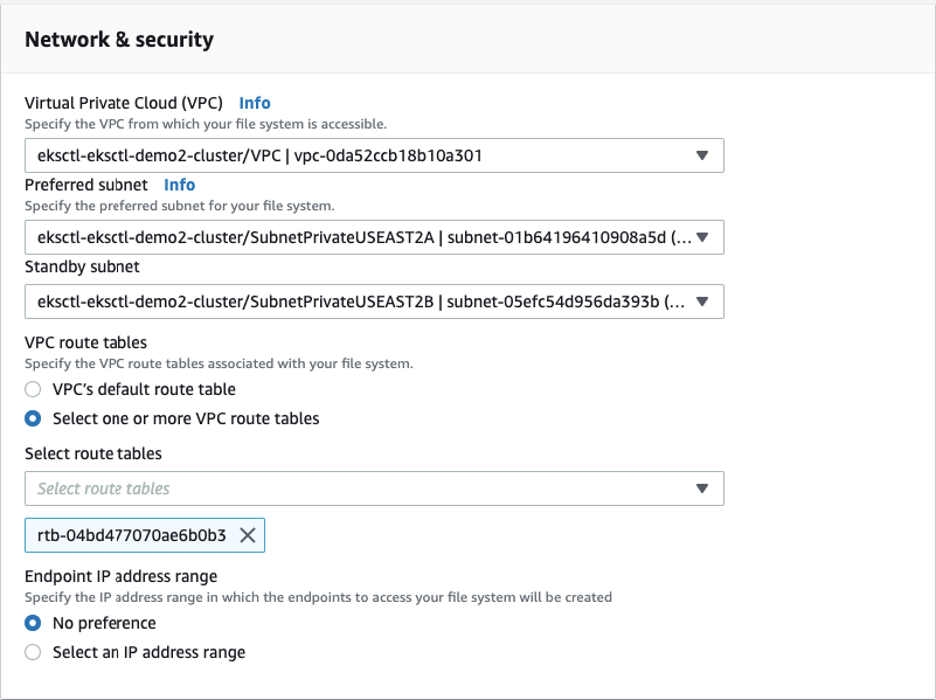 Network & security
Virtual Private Cloud (VPC) Info
Specify the VPC from which your file system is accessible.
eksctl-eksctl-demo2-cluster/VPC | vpc-0da52ccb18b10a301
Preferred subnet Info
Specify the preferred subnet for your file system.
eksctl-eksctl-demo2-cluster/SubnetPrivateUSEAST2A | subnet-01b64196410908a5d (...
Standby subnet
eksctl-eksctl-demo2-cluster/SubnetPrivateUSEAST2B | subnet-05efc54d956da393b (...
VPC route tables
Specify the VPC route tables associated with your file system.
VPC's default route table
Select one or more VPC route tables
Select route tables
Select route tables
rtb-04bd477070ae6b0b3
Endpoint IP address range
Specify the IP address range in which the endpoints to access your file system will be created
No preference
Select an IP address range